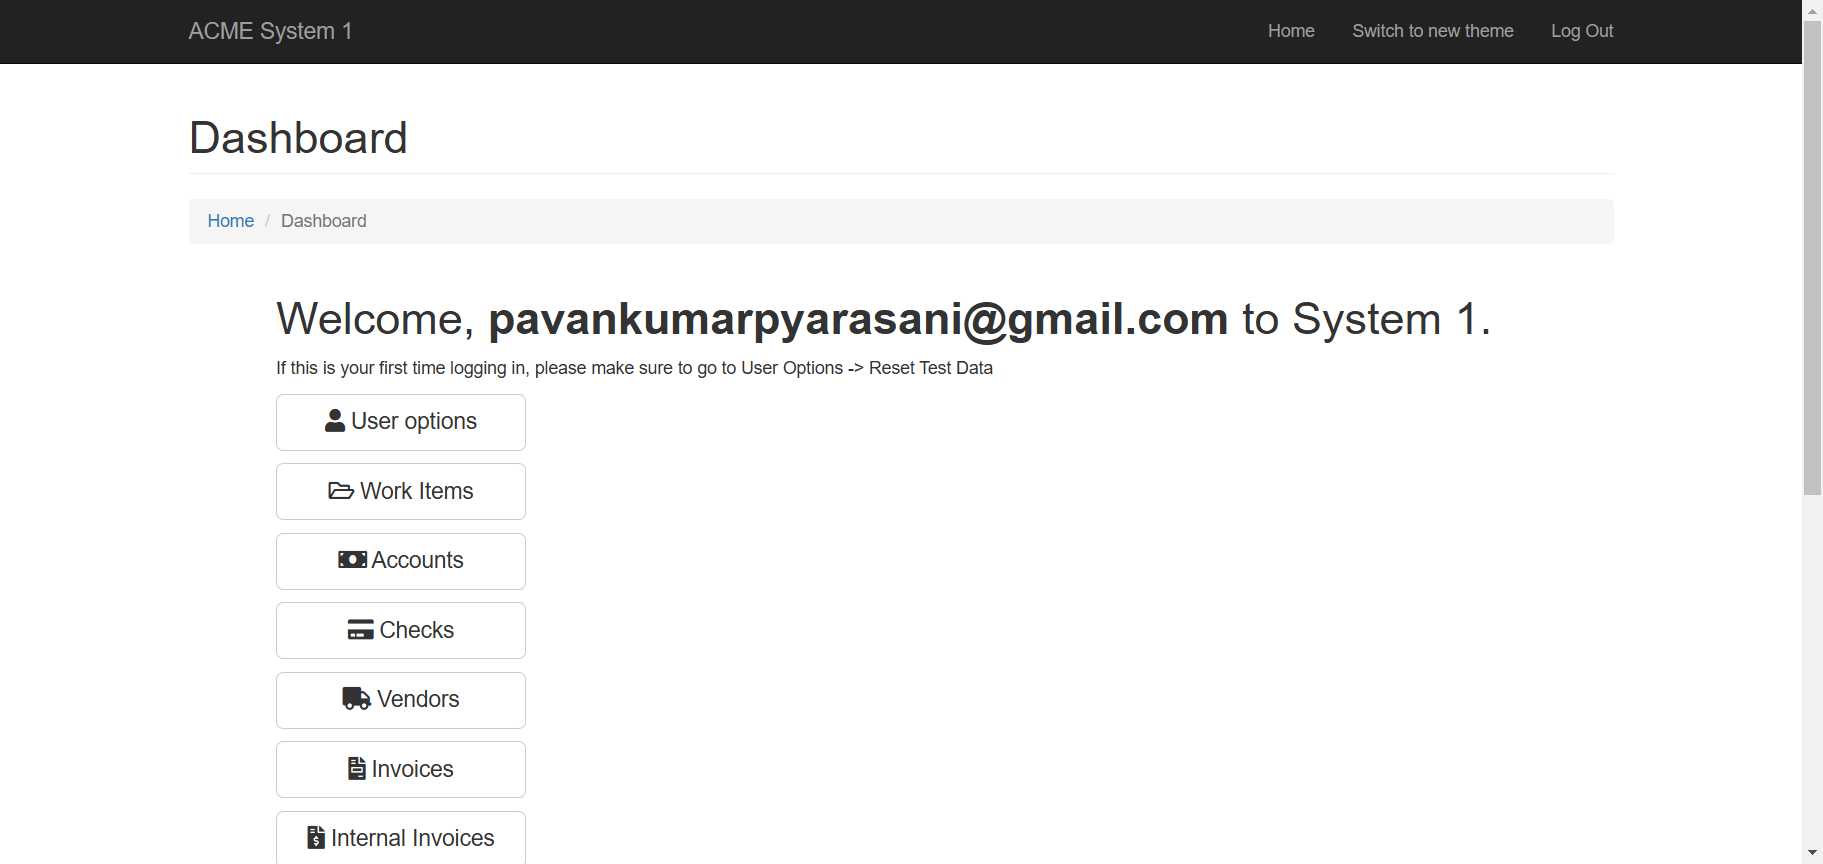 ACME System 1
Home
Switch to new theme
Log Out
Dashboard
Home / Dashboard
Welcome, pavankumarpyarasani@gmail.com to System 1.
If this is your first time logging in, please make sure to go to User Options -> Reset Test Data
User options
Work Items
Accounts
Checks
Vendors
Invoices
Internal Invoices